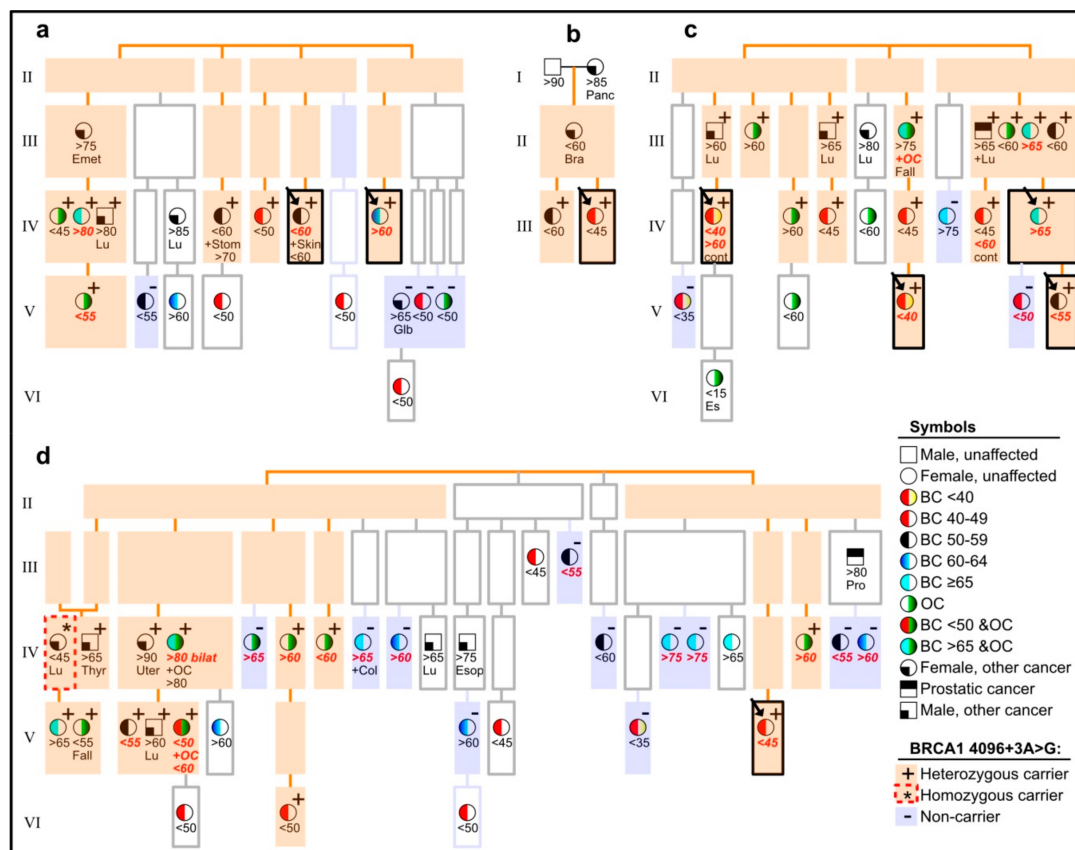 a
b
c
II
I
II
>90
>85
Panc
III
>75
Emet
II
<60
Bra
III
>60
Lu
>60
>65
Lu
>80
Lu
>75
+OC
Fall
>65
+Lu
<60
>65
<60
IV
<45
>80
>80
Lu
>85
Lu
<60
+Stom
>70
<50
<60
+Skin
<60
>60
III
<60
<45
IV
<40
>60
cont
>60
<45
<60
<45
>75
<45
<60
cont
>65
V
<55
<55
>60
<50
<50
>65
Glb
<50
<50
V
<35
<60
<40
<50
<55
VI
<50
VI
<15
Es
d
II
III
<45
<55
>80
Pro
IV
*
<45
Lu
>65
Thyr
>90
Uter
>80 bilat
+OC
>80
>65
>60
<60
>65
+Col
>60
>65
Lu
>75
Esop
<60
>75
>75
>65
>60
<55
>60
V
>65
<55
Fall
<55
>60
Lu
<50
+OC
<60
>60
>60
<45
<35
<45
VI
<50
<50
<50
Symbols
Male, unaffected
Female, unaffected
BC <40
BC 40-49
BC 50-59
BC 60-64
BC ≥65
OC
BC <50 &OC
BC >65 &OC
Female, other cancer
Prostatic cancer
Male, other cancer
BRCA1 4096+3A>G:
+ Heterozygous carrier
* Homozygous carrier
- Non-carrier